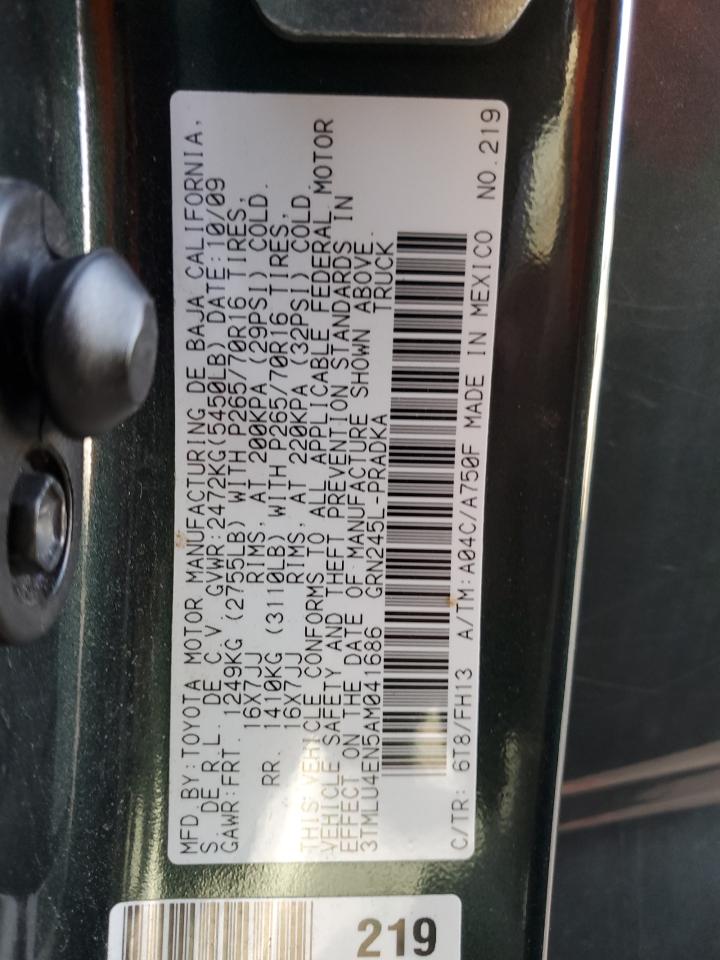 MFD BY:TOYOTA MOTOR MANUFACTURING DE BAJA CALIFORNIA,
S. DE R.L. DE C.V. GVWR:2472KG(5450LB) DATE:10/09
GAWR:FRT. 1249KG (2755LB) WITH P265/70R16 TIRES,
16X7JJ RIMS, AT 200KPA (29PSI) COLD.
RR. 1410KG (3110LB) WITH P265/70R16 TIRES,
16X7JJ RIMS, AT 220KPA (32PSI) COLD.
THIS VEHICLE CONFORMS TO ALL APPLICABLE FEDERAL MOTOR
VEHICLE SAFETY AND THEFT PREVENTION STANDARDS IN
EFFECT ON THE DATE OF MANUFACTURE SHOWN ABOVE.
3TMLU4EN5AM041686 GRN245L-PRADKA TRUCK
C/TR: 6T8/FH13 A/TM:A04C/A750F MADE IN MEXICO NO.219
219